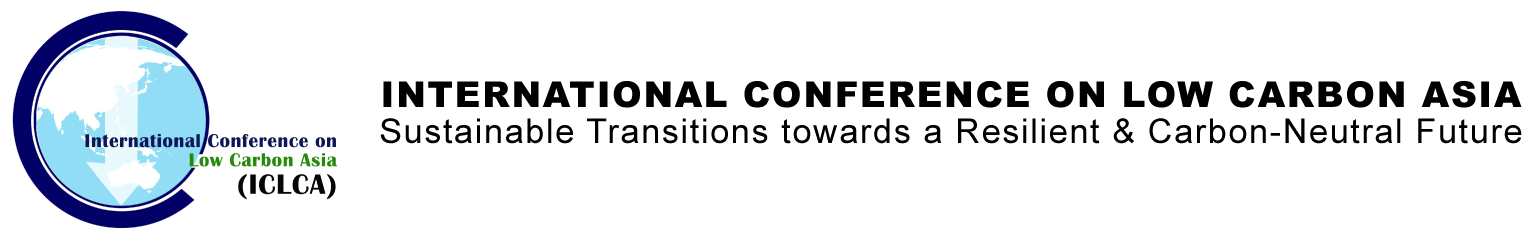 International Conference on
Low Carbon Asia
(ICLCA)
INTERNATIONAL CONFERENCE ON LOW CARBON ASIA
Sustainable Transitions towards a Resilient & Carbon-Neutral Future